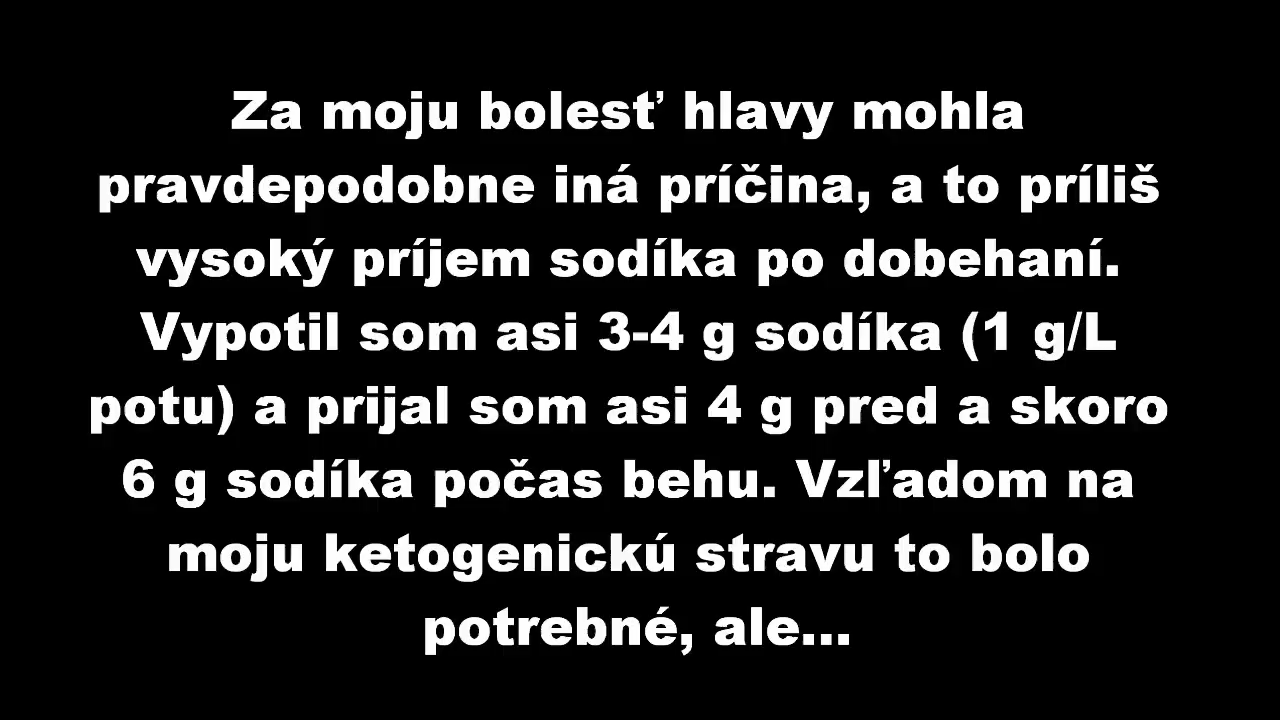 Za moju bolesť hlavy mohla
pravdepodobne iná príčina, a to príliš
vysoký príjem sodíka po dobehaní.
Vypotil som asi 3-4 g sodíka (1 g/L
potu) a prijal som asi 4 g pred a skoro
6 g sodíka počas behu. Vzľadom na
moju ketogenickú stravu to bolo
potrebné, ale...